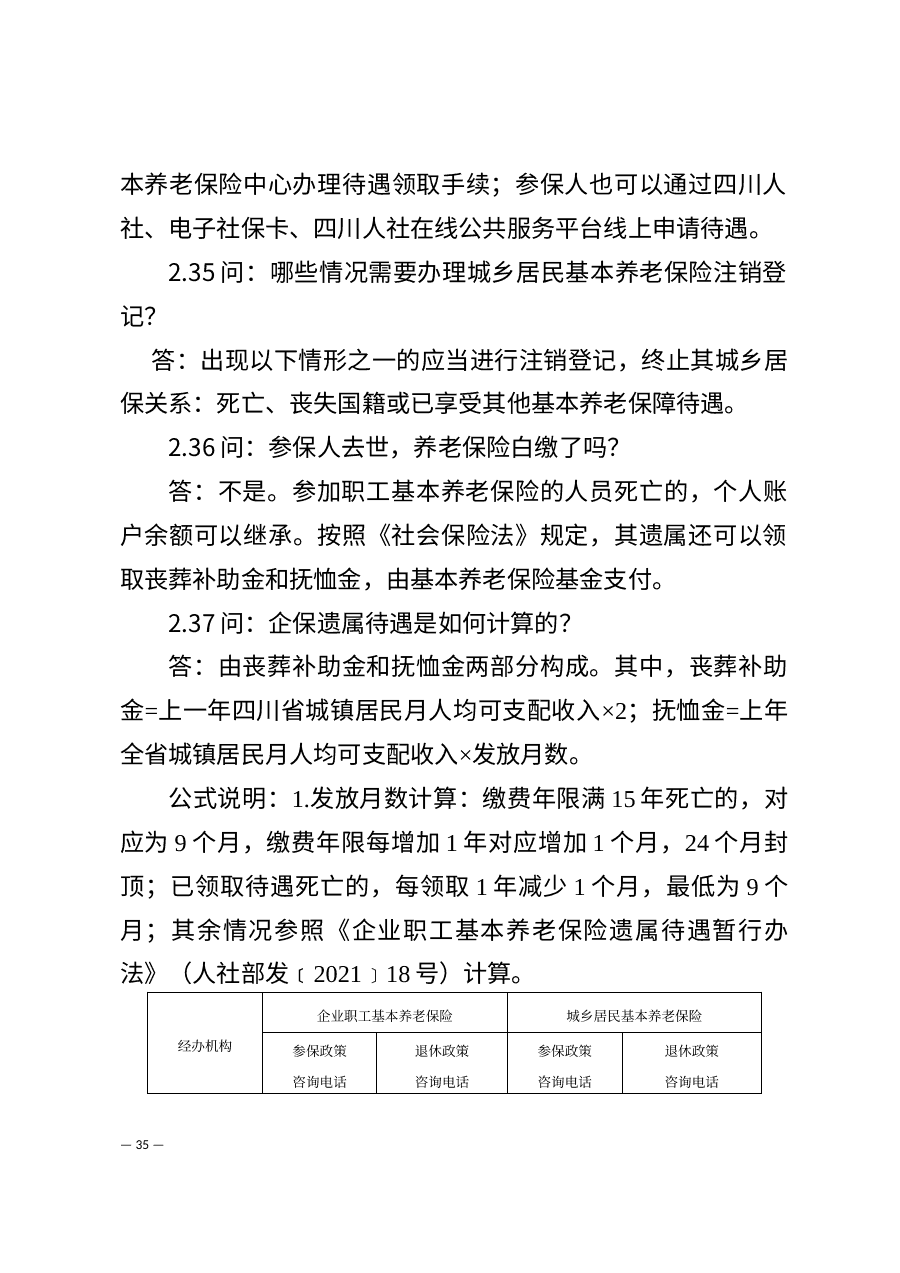 本养老保险中心办理待遇领取手续；参保人也可以通过四川人
社、电子社保卡、四川人社在线公共服务平台线上申请待遇。
2.35 问：哪些情况需要办理城乡居民基本养老保险注销登
记？
答：出现以下情形之一的应当进行注销登记，终止其城乡居
保关系：死亡、丧失国籍或已享受其他基本养老保障待遇。
2.36 问：参保人去世，养老保险白缴了吗？
答：不是。参加职工基本养老保险的人员死亡的，个人账
户余额可以继承。按照《社会保险法》规定，其遗属还可以领
取丧葬补助金和抚恤金，由基本养老保险基金支付。
2.37 问：企保遗属待遇是如何计算的？
答：由丧葬补助金和抚恤金两部分构成。其中，丧葬补助
金=上一年四川省城镇居民月人均可支配收入×2；抚恤金=上年
全省城镇居民月人均可支配收入×发放月数。
公式说明：1.发放月数计算：缴费年限满 15 年死亡的，对
应为 9 个月，缴费年限每增加 1 年对应增加 1 个月，24 个月封
顶；已领取待遇死亡的，每领取 1 年减少 1 个月，最低为 9 个
月；其余情况参照《企业职工基本养老保险遗属待遇暂行办
法》（人社部发﹝2021﹞18 号）计算。
企业职工基本养老保险 城乡居民基本养老保险
经办机构
参保政策 退休政策 参保政策 退休政策
咨询电话 咨询电话 咨询电话 咨询电话
— 35 —